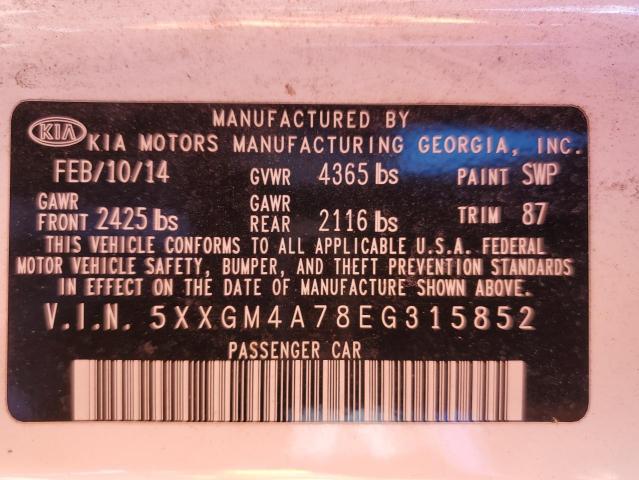 MANUFACTURED BY
KIA KIA MOTORS MANUFACTURING GEORGIA, INC.
FEB/10/14 GVWR 4365 lbs PAINT SWP
GAWR FRONT 2425 lbs GAWR REAR 2116 lbs TRIM 87
THIS VEHICLE CONFORMS TO ALL APPLICABLE U.S.A. FEDERAL
MOTOR VEHICLE SAFETY, BUMPER, AND THEFT PREVENTION STANDARDS
IN EFFECT ON THE DATE OF MANUFACTURE SHOWN ABOVE.
V.I.N. 5XXGM4A78EG315852
PASSENGER CAR